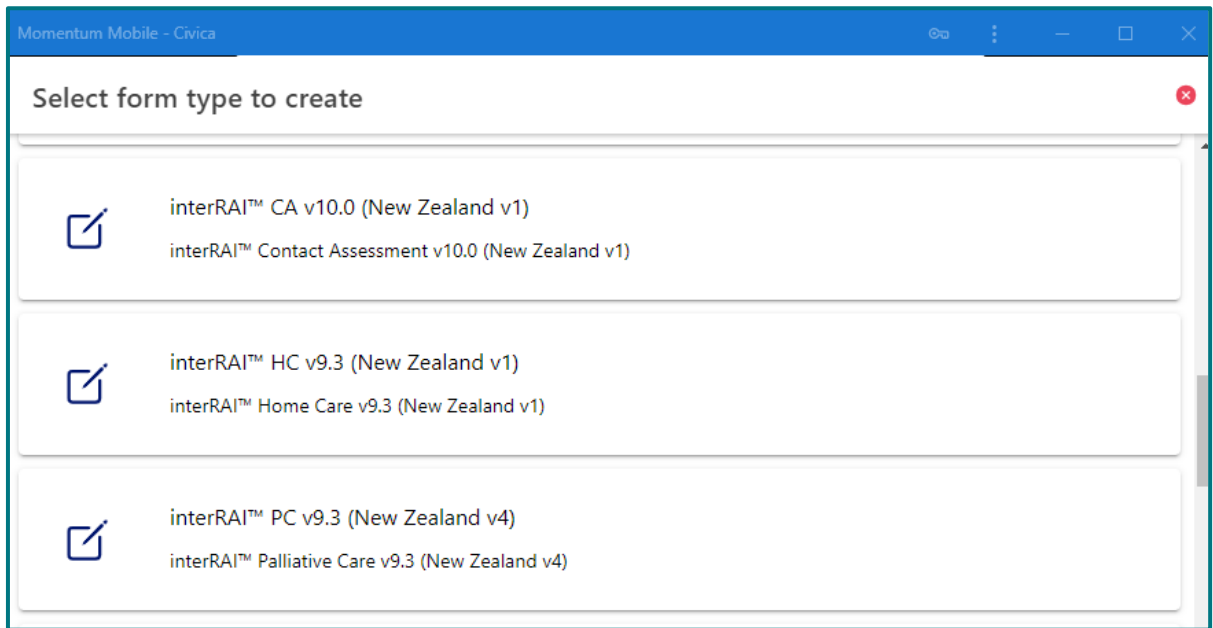 Momentum Mobile - Civica
Select form type to create
interRAI™ CA v10.0 (New Zealand v1)
interRAI™ Contact Assessment v10.0 (New Zealand v1)
interRAI™ HC v9.3 (New Zealand v1)
interRAI™ Home Care v9.3 (New Zealand v1)
interRAI™ PC v9.3 (New Zealand v4)
interRAI™ Palliative Care v9.3 (New Zealand v4)